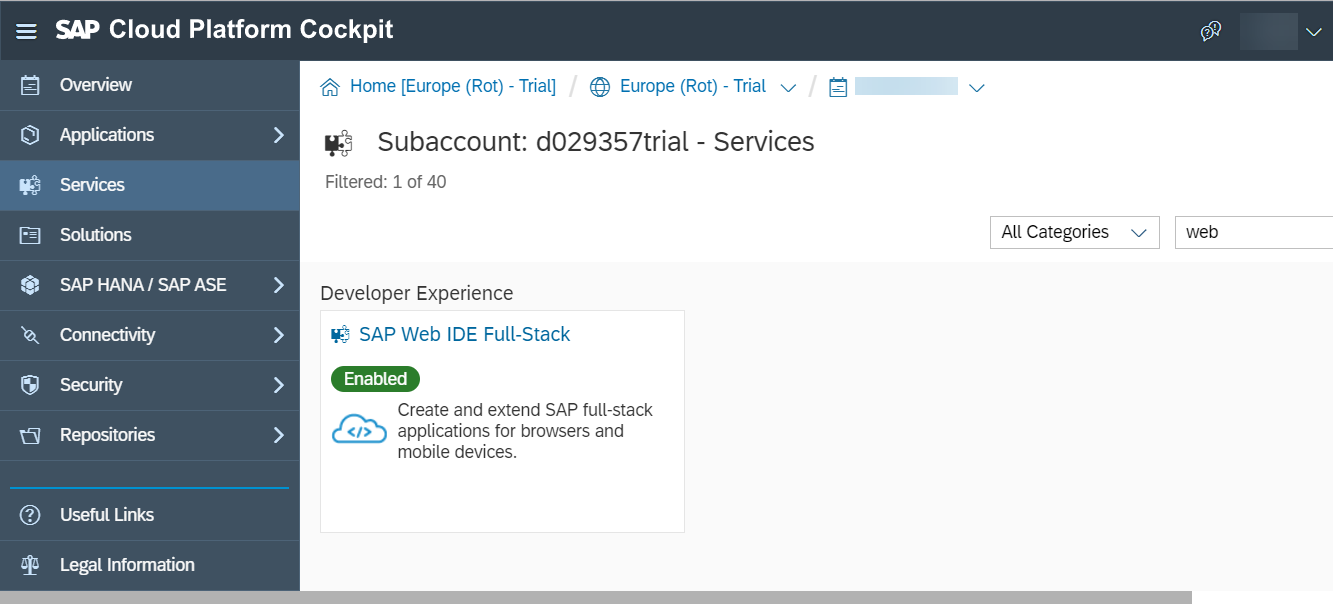 SAP Cloud Platform Cockpit
Overview
Applications
Services
Solutions
SAP HANA / SAP ASE
Connectivity
Security
Repositories
Useful Links
Legal Information
Home [Europe (Rot) - Trial] / Europe (Rot) - Trial /
Subaccount: d029357trial - Services
Filtered: 1 of 40
All Categories
web
Developer Experience
SAP Web IDE Full-Stack
Enabled
Create and extend SAP full-stack
applications for browsers and
mobile devices.